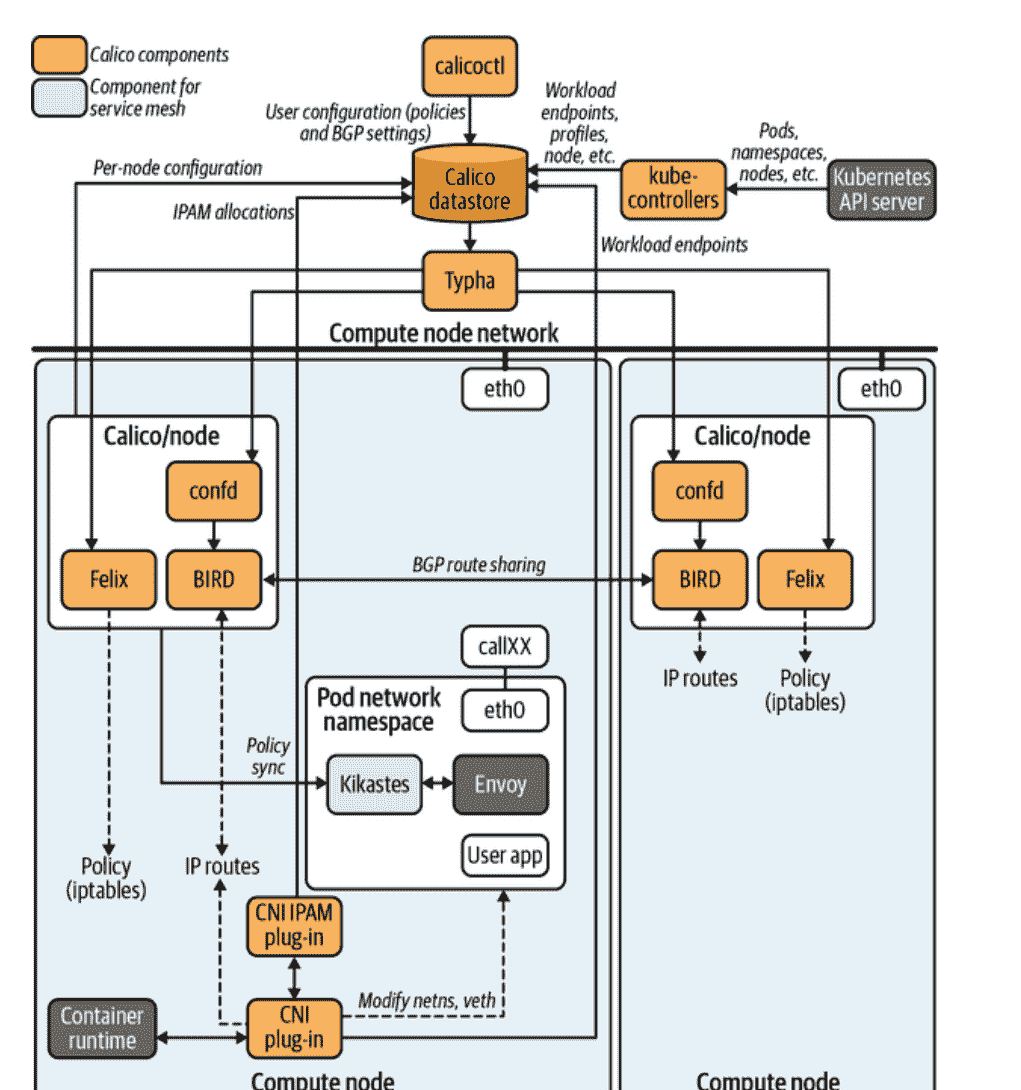 Calico components
Component for
service mesh
calicoctl
User configuration (policies
and BGP settings)
Workload
endpoints,
profiles,
node, etc.
Pods,
namespaces,
nodes, etc.
Per-node configuration
Calico
datastore
kube-
controllers
Kubernetes
API server
IPAM allocations
Workload endpoints
Typha
Compute node network
eth0
eth0
Calico/node
Calico/node
confd
confd
Felix
BIRD
BGP route sharing
BIRD
Felix
callXX
IP routes
Policy
(iptables)
Pod network
namespace
eth0
Policy
sync
Kikastes
Envoy
User app
Policy
(iptables)
IP routes
CNI IPAM
plug-in
Modify netns, veth
Container
runtime
CNI
plug-in
Compute node
Compute node